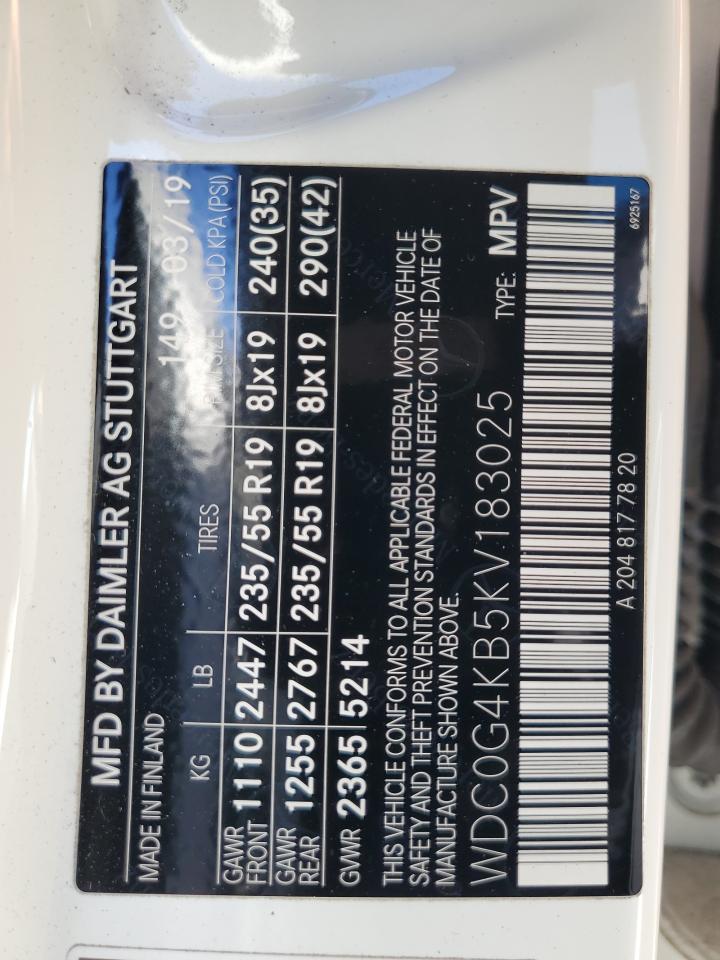 MFD BY DAIMLER AG STUTTGART
MADE IN FINLAND 149 03/19
KG LB TIRES RIM SIZE COLD KPA (PSI)
GAWR FRONT 1110 2447 235/55 R19 8Jx19 240(35)
GAWR REAR 1255 2767 235/55 R19 8Jx19 290(42)
GVWR 2365 5214
THIS VEHICLE CONFORMS TO ALL APPLICABLE FEDERAL MOTOR VEHICLE
SAFETY AND THEFT PREVENTION STANDARDS IN EFFECT ON THE DATE OF
MANUFACTURE SHOWN ABOVE.
WDC0G4KB5KV183025 TYPE: MPV
A 204 817 78 20
6925167